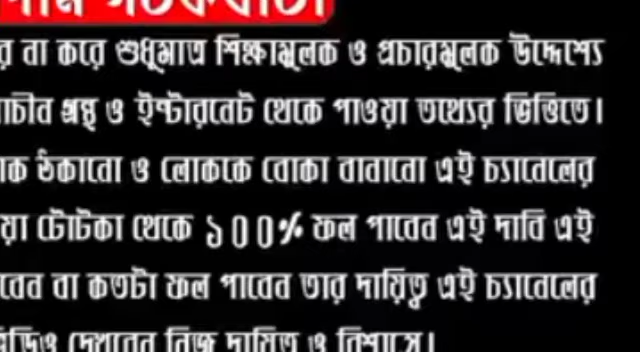 সতর্কবার্তা
না করে শুধুমাত্র শিক্ষামূলক ও প্রচারমূলক উদ্দেশ্যে
গ্রন্থ ও ইন্টারনেট থেকে পাওয়া তথ্যের ভিত্তিতে।
ঠকানো ও লোককে বোকা বানানো এই চ্যানেলের
টোটকা থেকে ১০০% ফল পাবেন এই দাবি এই
বা কতটা ফল পাবেন তার দায়িত্ব এই চ্যানেলের
দেখবেন নিজ দায়িত্ব ও বিশ্বাসে।